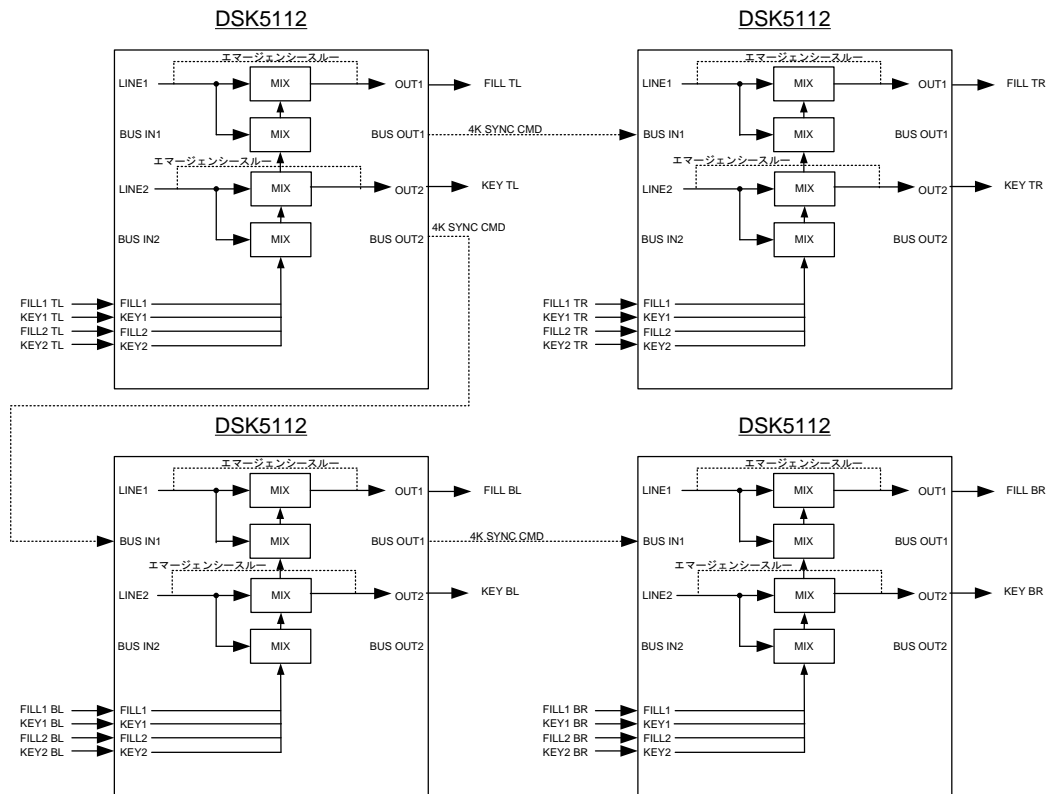 DSK5112
エマージェンシースルー
LINE1
MIX
OUT1
FILL TL
BUS IN1
MIX
BUS OUT1
4K SYNC CMD
エマージェンシースルー
LINE2
MIX
OUT2
KEY TL
BUS IN2
MIX
BUS OUT2
4K SYNC CMD
FILL1 TL
FILL1
KEY1 TL
KEY1
FILL2 TL
FILL2
KEY2 TL
KEY2
DSK5112
エマージェンシースルー
LINE1
MIX
OUT1
FILL TR
BUS IN1
MIX
BUS OUT1
エマージェンシースルー
LINE2
MIX
OUT2
KEY TR
BUS IN2
MIX
BUS OUT2
FILL1 TR
FILL1
KEY1 TR
KEY1
FILL2 TR
FILL2
KEY2 TR
KEY2
DSK5112
エマージェンシースルー
LINE1
MIX
OUT1
FILL BL
BUS IN1
MIX
BUS OUT1
4K SYNC CMD
エマージェンシースルー
LINE2
MIX
OUT2
KEY BL
BUS IN2
MIX
BUS OUT2
FILL1 BL
FILL1
KEY1 BL
KEY1
FILL2 BL
FILL2
KEY2 BL
KEY2
DSK5112
エマージェンシースルー
LINE1
MIX
OUT1
FILL BR
BUS IN1
MIX
BUS OUT1
エマージェンシースルー
LINE2
MIX
OUT2
KEY BR
BUS IN2
MIX
BUS OUT2
FILL1 BR
FILL1
KEY1 BR
KEY1
FILL2 BR
FILL2
KEY2 BR
KEY2